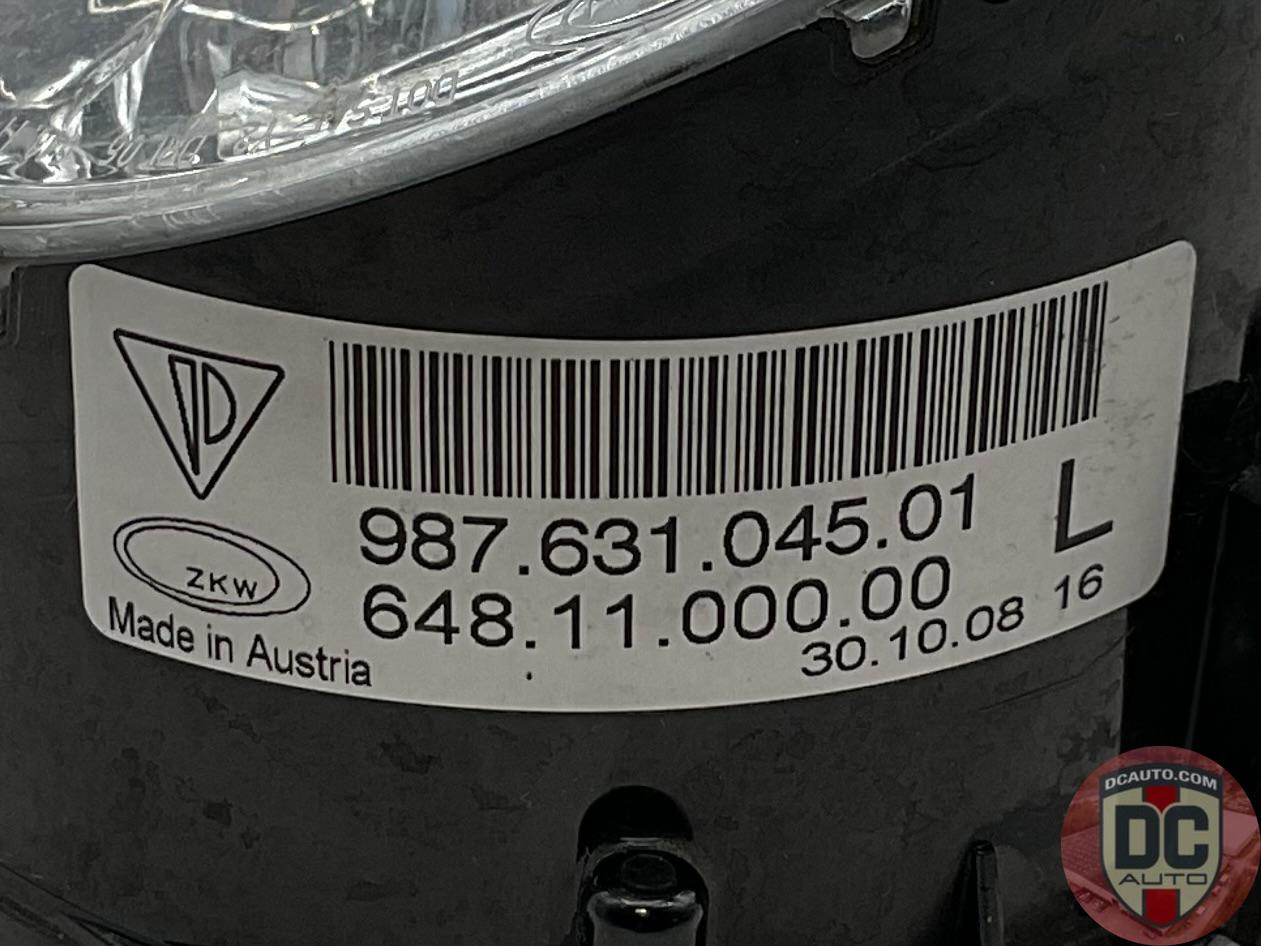 987.631.045.01 L
648.11.000.00
30.10.08 16
ZKW
Made in Austria
DCAUTO.COM
DC
AUTO